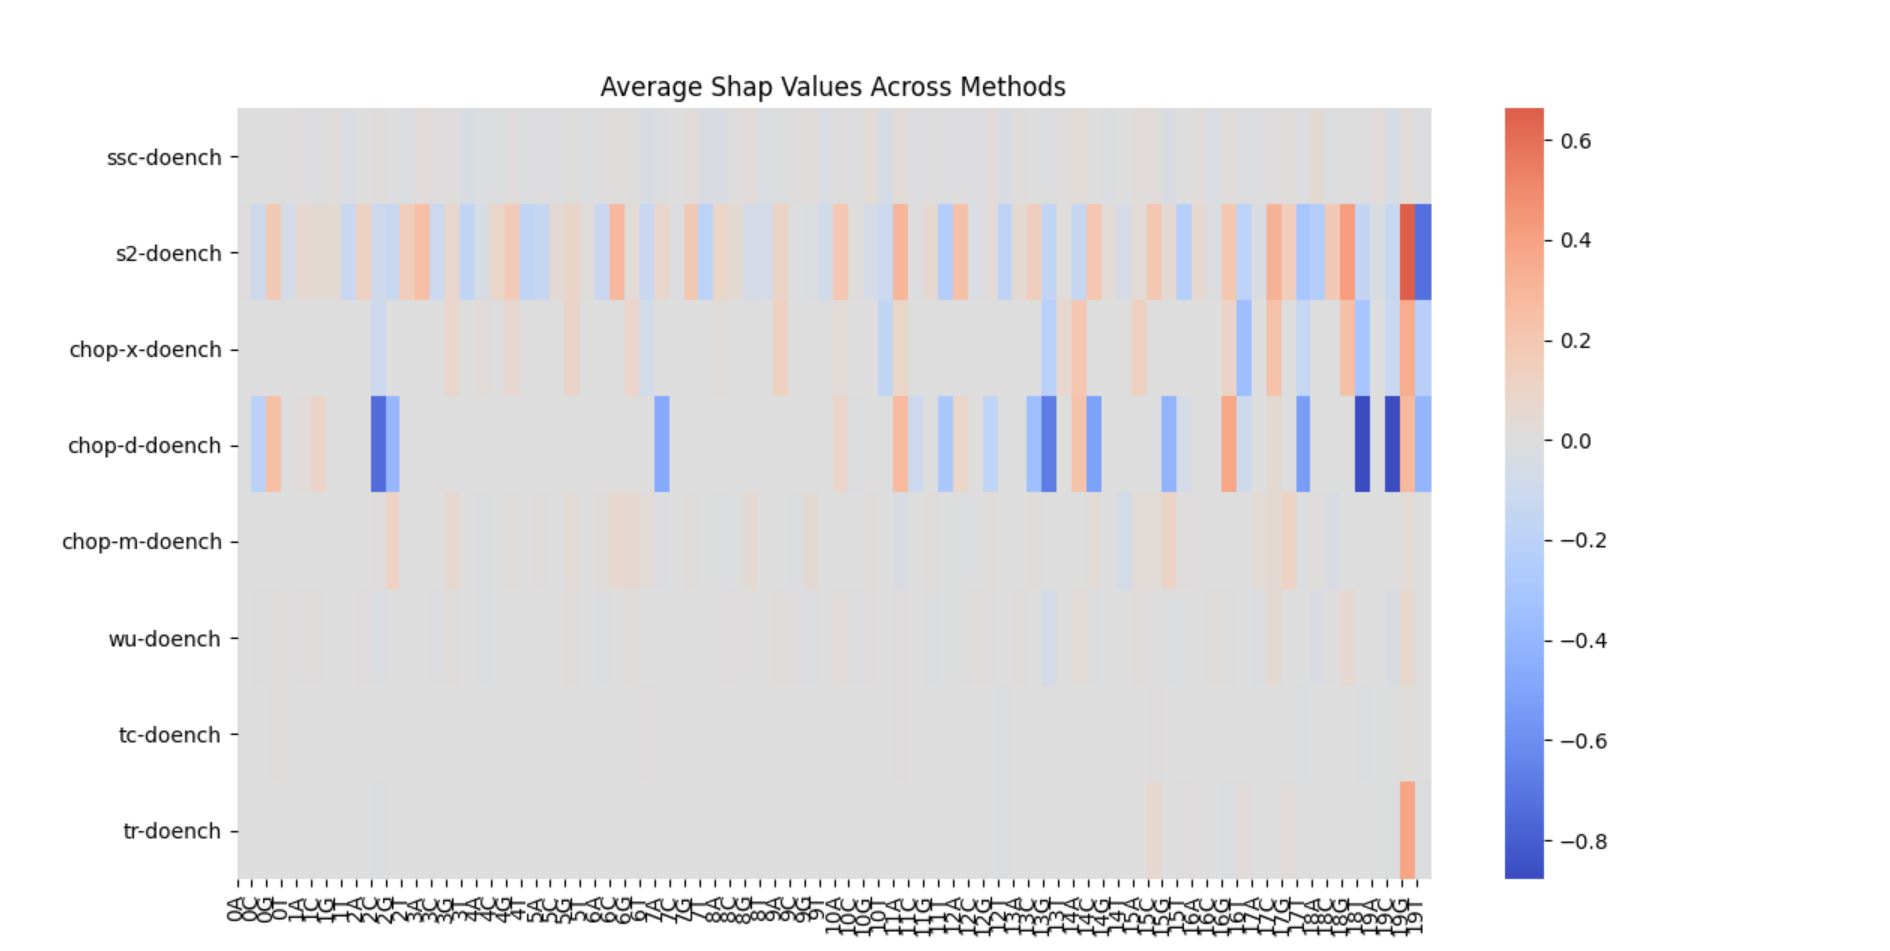 Average Shap Values Across Methods
ssc-doench
s2-doench
chop-x-doench
chop-d-doench
chop-m-doench
wu-doench
tc-doench
tr-doench
0.6
0.4
0.2
0.0
−0.2
−0.4
−0.6
−0.8
0A 0C 0G 0T 1A 1C 1G 1T 2A 2C 2G 2T 3A 3C 3G 3T 4A 4C 4G 4T 5A 5C 5G 5T 6A 6C 6G 6T 7A 7C 7G 7T 8A 8C 8G 8T 9A 9C 9G 9T 10A 10C 10G 10T 11A 11C 11G 11T 12A 12C 12G 12T 13A 13C 13G 13T 14A 14C 14G 14T 15A 15C 15G 15T 16A 16C 16G 16T 17A 17C 17G 17T 18A 18C 18G 18T 19A 19C 19G 19T